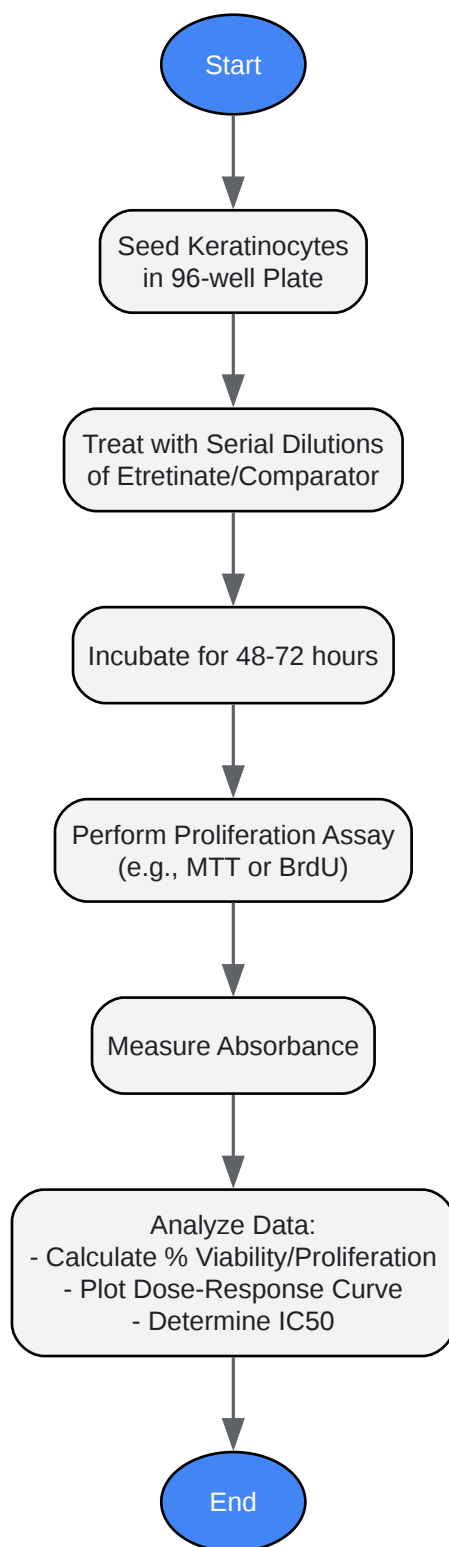 Start
Seed Keratinocytes
in 96-well Plate
Treat with Serial Dilutions
of Etretinate/Comparator
Incubate for 48-72 hours
Perform Proliferation Assay
(e.g., MTT or BrdU)
Measure Absorbance
Analyze Data:
- Calculate % Viability/Proliferation
- Plot Dose-Response Curve
- Determine IC50
End